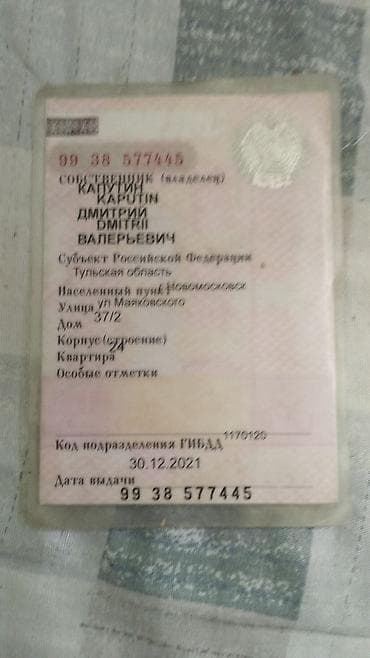 99 38 577445
СОБСТВЕННИК (владелец)
КАПУТИН
KAPUTIN
ДМИТРИЙ
DMITRII
ВАЛЕРЬЕВИЧ
Субъект Российской Федерации
Тульская область
Населенный пункт г Новомосковск
Улица ул Маяковского
Дом 37/2
Корпус (строение)
Квартира 24
Особые отметки
1170120
Код подразделения ГИБДД
30.12.2021
Дата выдачи
99 38 577445